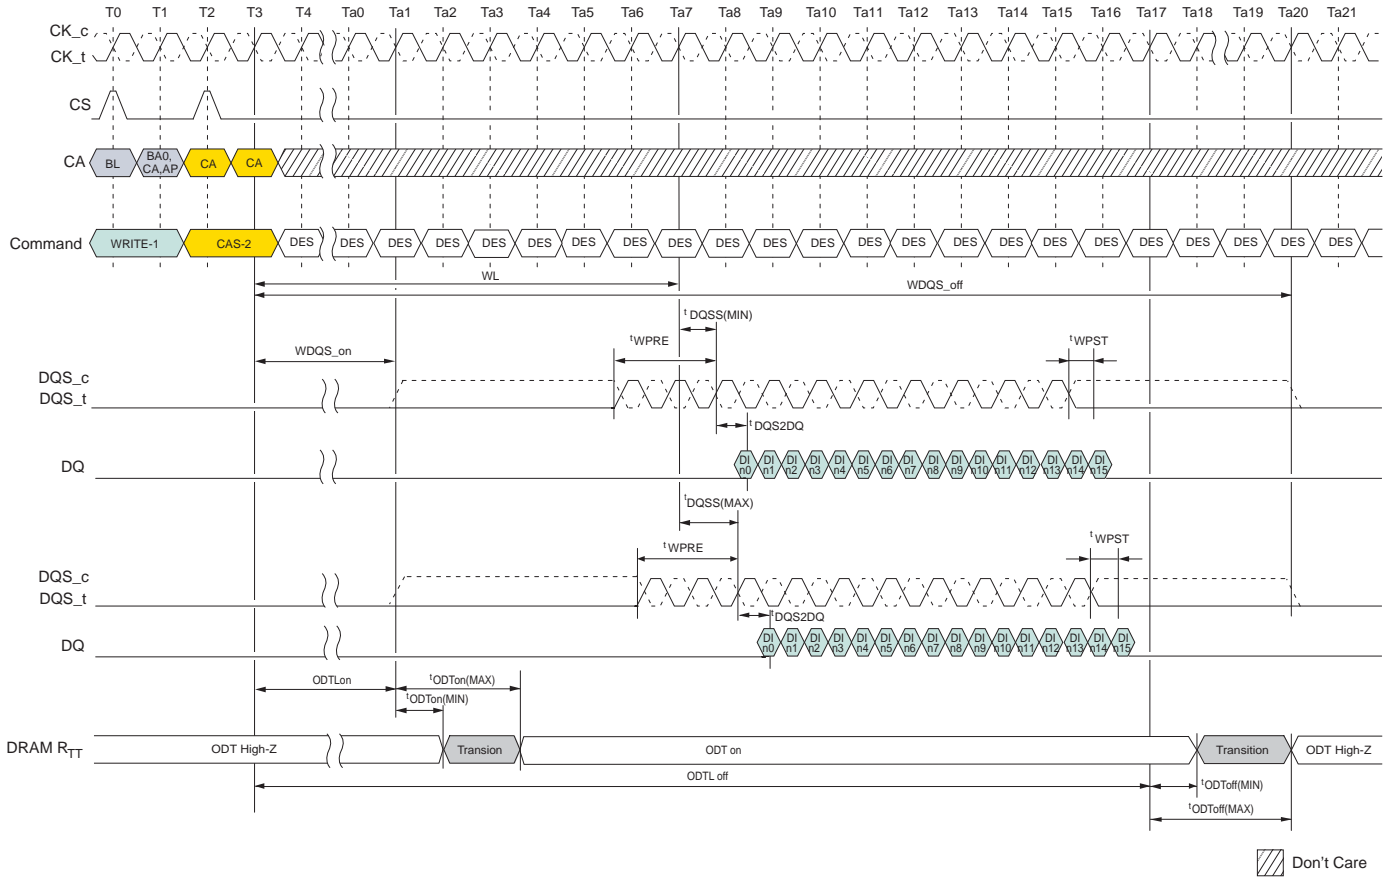 T0 T1 T2 T3 T4 Ta0 Ta1 Ta2 Ta3 Ta4 Ta5 Ta6 Ta7 Ta8 Ta9 Ta10 Ta11 Ta12 Ta13 Ta14 Ta15 Ta16 Ta17 Ta18 Ta19 Ta20 Ta21
CK_c
CK_t
CS
CA BL BA0, CA,AP CA CA
Command WRITE-1 CAS-2 DES DES DES DES DES DES DES DES DES DES DES DES DES DES DES DES DES DES DES DES DES DES DES
WL
WDQS_off
tDQSS(MIN)
tWPRE
tWPST
WDQS_on
DQS_c
DQS_t
tDQS2DQ
DQ DI n0 DI n1 DI n2 DI n3 DI n4 DI n5 DI n6 DI n7 DI n8 DI n9 DI n10 DI n11 DI n12 DI n13 DI n14 DI n15
tDQSS(MAX)
tWPRE
tWPST
DQS_c
DQS_t
tDQS2DQ
DQ DI n0 DI n1 DI n2 DI n3 DI n4 DI n5 DI n6 DI n7 DI n8 DI n9 DI n10 DI n11 DI n12 DI n13 DI n14 DI n15
ODTLon
tODTon(MAX)
tODTon(MIN)
DRAM RTT ODT High-Z Transion ODT on Transition ODT High-Z
ODTL off
tODToff(MIN)
tODToff(MAX)
Don't Care